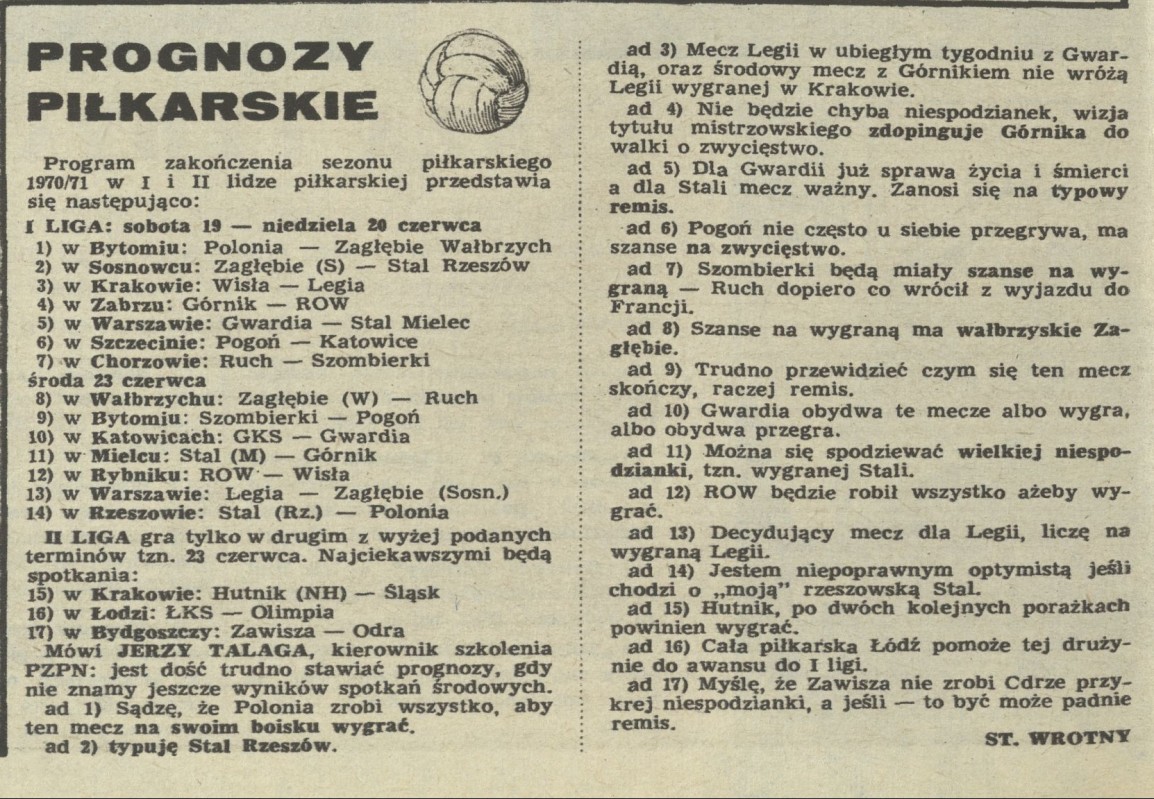 PROGNOZY
PIŁKARSKIE
Program zakończenia sezonu piłkarskiego
1970/71 w I i II lidze piłkarskiej przedstawia
się następująco:
I LIGA: sobota 19 — niedziela 20 czerwca
1) w Bytomiu: Polonia — Zagłębie Wałbrzych
2) w Sosnowcu: Zagłębie (S) — Stal Rzeszów
3) w Krakowie: Wisła — Legia
4) w Zabrzu: Górnik — ROW
5) w Warszawie: Gwardia — Stal Mielec
6) w Szczecinie: Pogoń — Katowice
7) w Chorzowie: Ruch — Szombierki
środa 23 czerwca
8) w Wałbrzychu: Zagłębie (W) — Ruch
9) w Bytomiu: Szombierki — Pogoń
10) w Katowicach: GKS — Gwardia
11) w Mielcu: Stal (M) — Górnik
12) w Rybniku: ROW — Wisła
13) w Warszawie: Legia — Zagłębie (Sosn.)
14) w Rzeszowie: Stal (Rz.) — Polonia
II LIGA gra tylko w drugim z wyżej podanych
terminów tzn. 23 czerwca. Najciekawszymi będą
spotkania:
15) w Krakowie: Hutnik (NH) — Śląsk
16) w Łodzi: ŁKS — Olimpia
17) w Bydgoszczy: Zawisza — Odra
Mówi JERZY TALAGA, kierownik szkolenia
PZPN: jest dość trudno stawiać prognozy, gdy
nie znamy jeszcze wyników spotkań środowych.
ad 1) Sądzę, że Polonia zrobi wszystko, aby
ten mecz na swoim boisku wygrać.
ad 2) typuję Stal Rzeszów.
ad 3) Mecz Legii w ubiegłym tygodniu z Gwar-
dią, oraz środowy mecz z Górnikiem nie wróżą
Legii wygranej w Krakowie.
ad 4) Nie będzie chyba niespodzianek, wizja
tytułu mistrzowskiego zdopinguje Górnika do
walki o zwycięstwo.
ad 5) Dla Gwardii już sprawa życia i śmierci
a dla Stali mecz ważny. Zanosi się na typowy
remis.
ad 6) Pogoń nie często u siebie przegrywa, ma
szanse na zwycięstwo.
ad 7) Szombierki będą miały szanse na wy-
graną — Ruch dopiero co wrócił z wyjazdu do
Francji.
ad 8) Szanse na wygraną ma wałbrzyskie Za-
głębie.
ad 9) Trudno przewidzieć czym się ten mecz
skończy, raczej remis.
ad 10) Gwardia obydwa te mecze albo wygra,
albo obydwa przegra.
ad 11) Można się spodziewać wielkiej niespo-
dzianki, tzn. wygranej Stali.
ad 12) ROW będzie robił wszystko ażeby wy-
grać.
ad 13) Decydujący mecz dla Legii, liczę na
wygraną Legii.
ad 14) Jestem niepoprawnym optymistą jeśli
chodzi o „moją” rzeszowską Stal.
ad 15) Hutnik, po dwóch kolejnych porażkach
powinien wygrać.
ad 16) Cała piłkarska Łódź pomoże tej druży-
nie do awansu do I ligi.
ad 17) Myślę, że Zawisza nie zrobi Cdrze przy-
krej niespodzianki, a jeśli — to być może padnie
remis.
ST. WROTNY